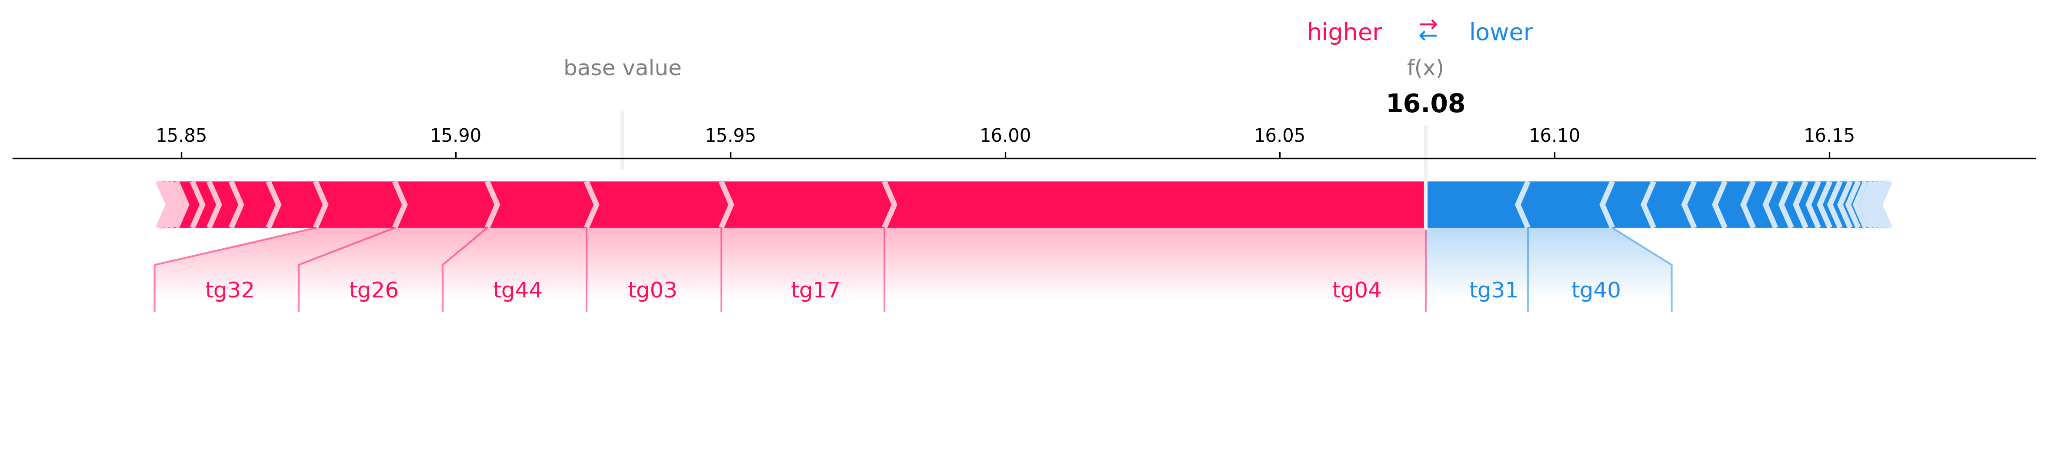 higher ⇄ lower
base value f(x)
16.08
15.85 15.90 15.95 16.00 16.05 16.10 16.15
tg32 tg26 tg44 tg03 tg17 tg04 tg31 tg40